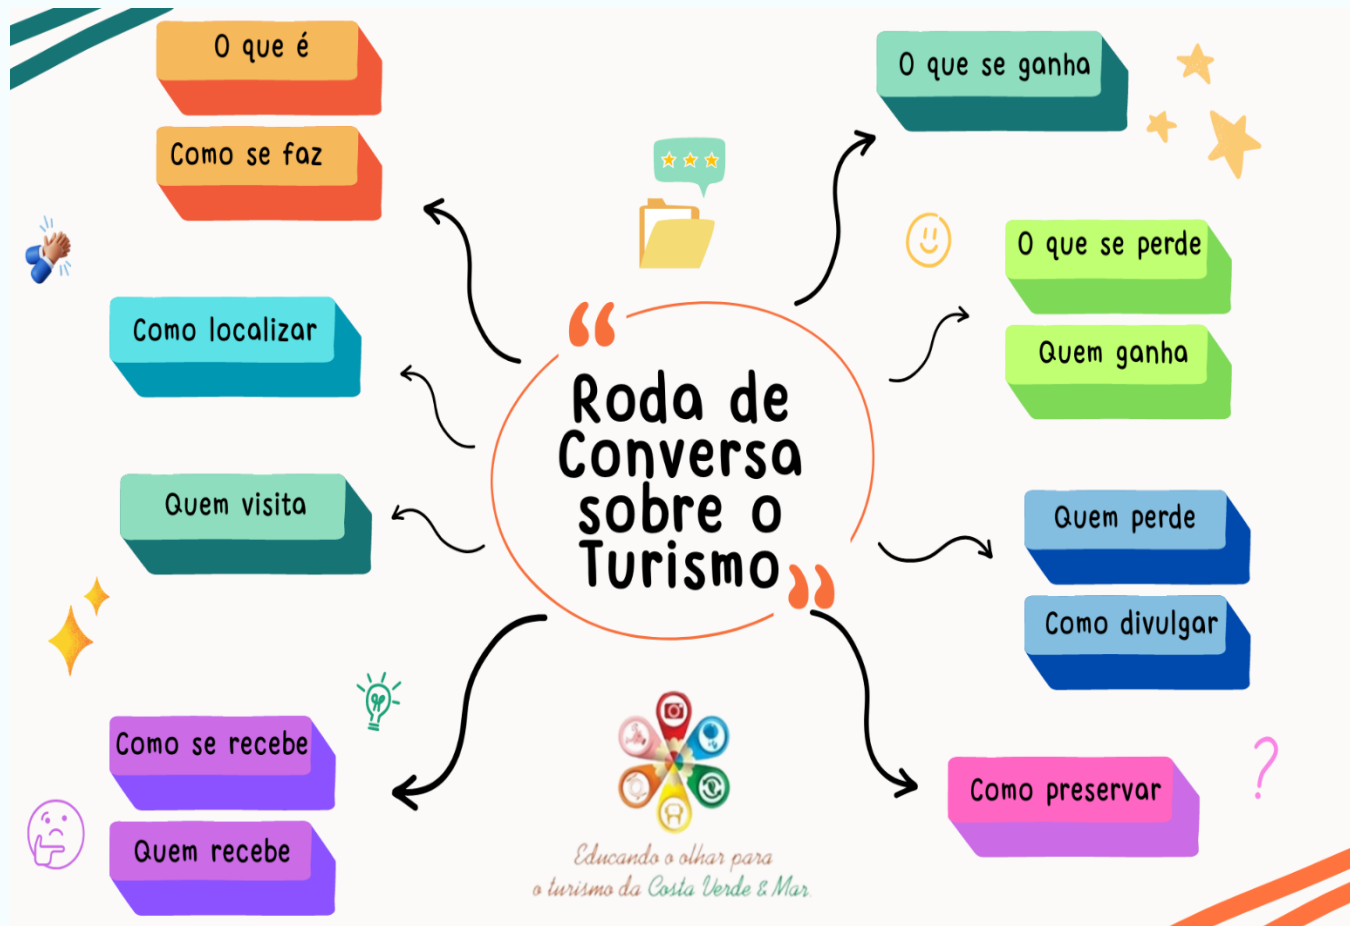 O que é
Como se faz
Como localizar
Quem visita
Como se recebe
Quem recebe
Roda de
Conversa
sobre o
Turismo
O que se ganha
O que se perde
Quem ganha
Quem perde
Como divulgar
Como preservar
Educando o olhar para
o turismo da Costa Verde & Mar